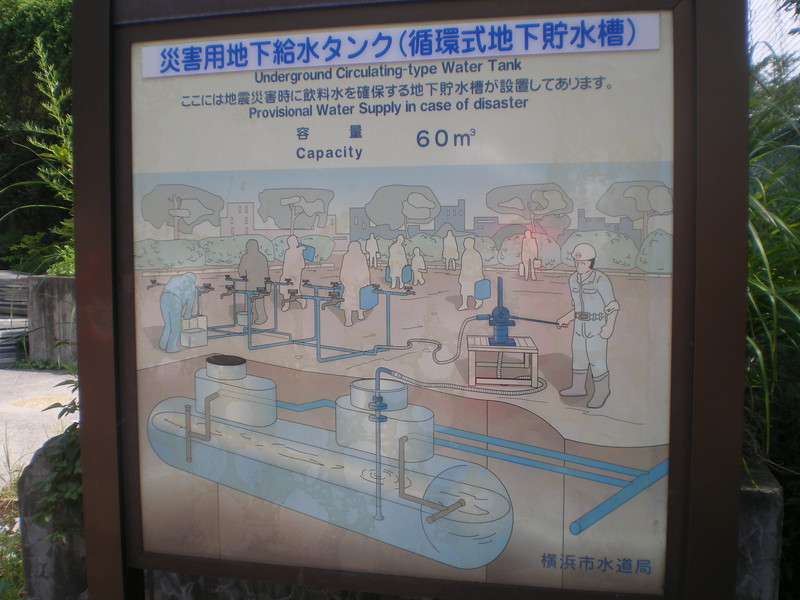 災害用地下給水タンク(循環式地下貯水槽)
Underground Circulating-type Water Tank
ここには地震災害時に飲料水を確保する地下貯水槽が設置してあります。
Provisional Water Supply in case of disaster
容量 60m³
Capacity
横浜市水道局